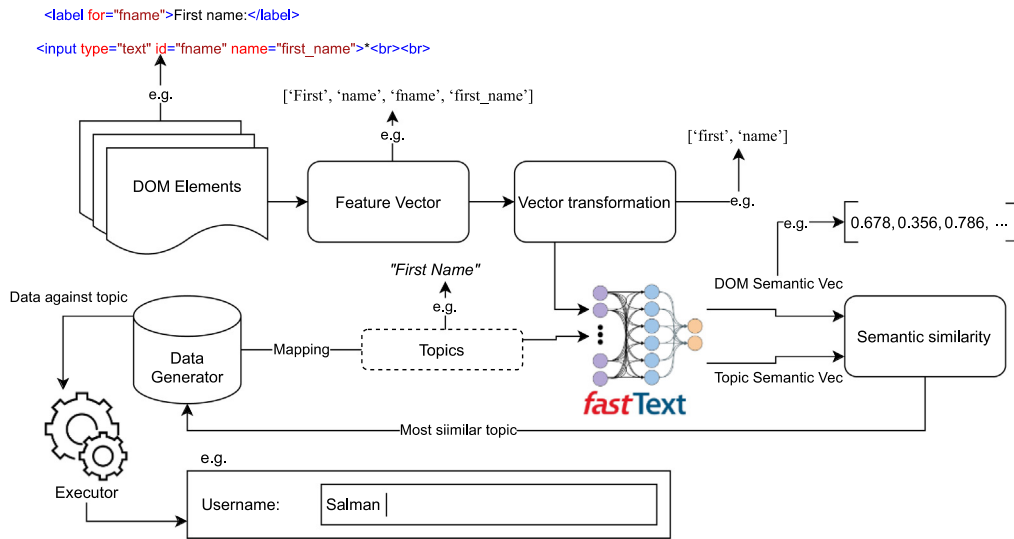 <label for="fname">First name:</label>
<input type="text" id="fname" name="first_name">*<br><br>
e.g.
['First', 'name', 'fname', 'first_name']
e.g.
['first', 'name']
e.g.
DOM Elements
Feature Vector
Vector transformation
e.g.
0.678, 0.356, 0.786, ...
"First Name"
e.g.
DOM Semantic Vec
Data against topic
Data
Generator
Mapping
Topics
Semantic similarity
Topic Semantic Vec
fastText
Most siimilar topic
e.g.
Executor
Username:
Salman